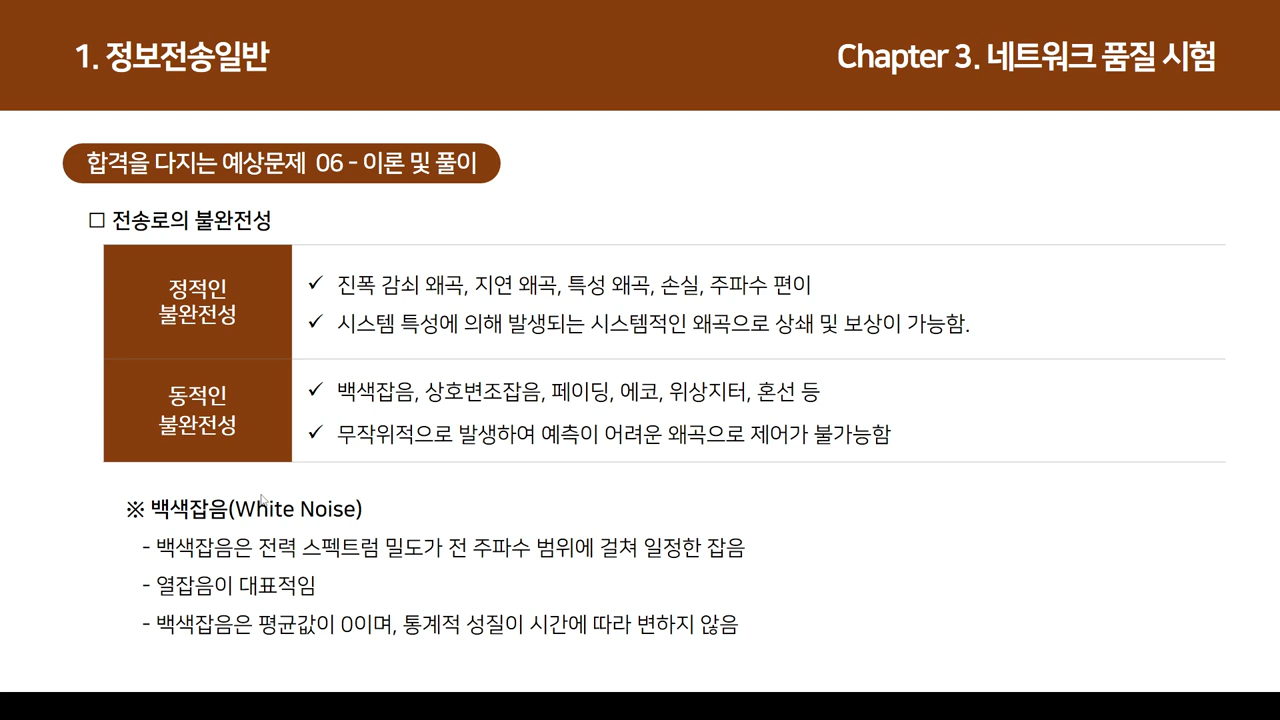 1. 정보전송일반
Chapter 3. 네트워크 품질 시험
합격을 다지는 예상문제 06 - 이론 및 풀이
□ 전송로의 불완전성
정적인
불완전성
✓ 진폭 감쇠 왜곡, 지연 왜곡, 특성 왜곡, 손실, 주파수 편이
✓ 시스템 특성에 의해 발생되는 시스템적인 왜곡으로 상쇄 및 보상이 가능함.
동적인
불완전성
✓ 백색잡음, 상호변조잡음, 페이딩, 에코, 위상지터, 혼선 등
✓ 무작위적으로 발생하여 예측이 어려운 왜곡으로 제어가 불가능함
※ 백색잡음(White Noise)
- 백색잡음은 전력 스펙트럼 밀도가 전 주파수 범위에 걸쳐 일정한 잡음
- 열잡음이 대표적임
- 백색잡음은 평균값이 0이며, 통계적 성질이 시간에 따라 변하지 않음